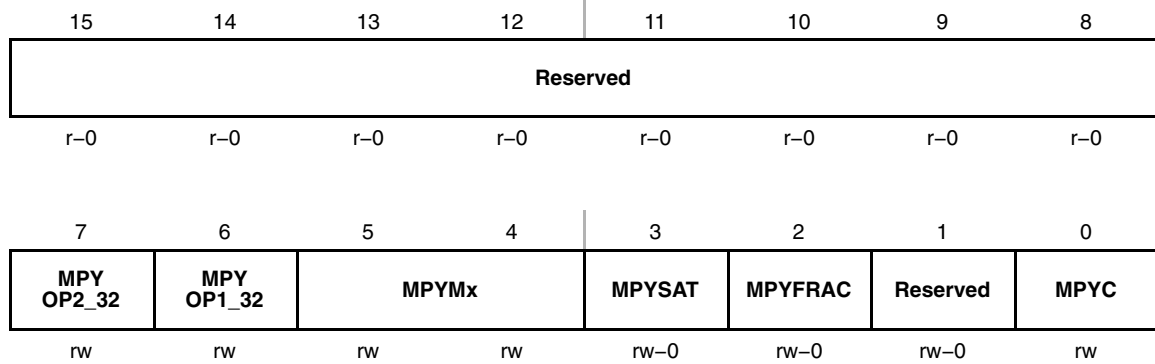 15 14 13 12 11 10 9 8
Reserved
r–0 r–0 r–0 r–0 r–0 r–0 r–0 r–0
7 6 5 4 3 2 1 0
MPY OP2_32 MPY OP1_32 MPYMx MPYSAT MPYFRAC Reserved MPYC
rw rw rw rw rw–0 rw–0 rw–0 rw